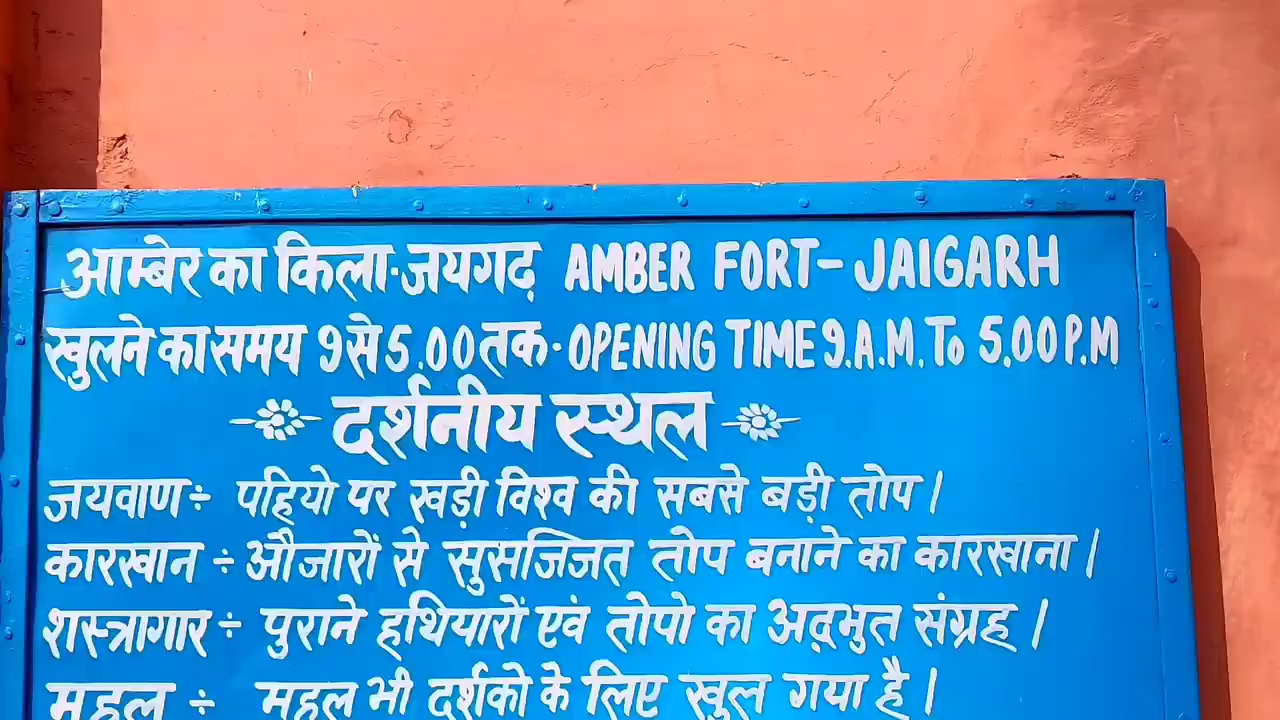 आम्बेर का किला-जयगढ़ AMBER FORT- JAIGARH
खुलने का समय 9 से 5.00 तक - OPENING TIME 9.A.M. To 5.00 P.M
दर्शनीय स्थल
जयवाण ÷ पहियो पर खड़ी विश्व की सबसे बड़ी तोप ।
कारखान ÷ औजारों से सुसज्जित तोप बनाने का कारखाना ।
शस्त्रागार ÷ पुराने हथियारों एवं तोपो का अद्भुत संग्रह ।
महल ÷ महल भी दर्शको के लिए खुल गया है ।